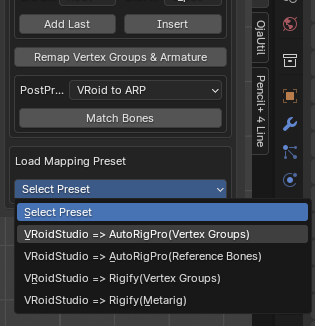 Add Last
Insert
Remap Vertex Groups & Armature
PostPr...
VRoid to ARP
Match Bones
Load Mapping Preset
Select Preset
Select Preset
VRoidStudio => AutoRigPro(Vertex Groups)
VRoidStudio => AutoRigPro(Reference Bones)
VRoidStudio => Rigify(Vertex Groups)
VRoidStudio => Rigify(Metarig)
OjaUtil
Pencil+ 4 Line